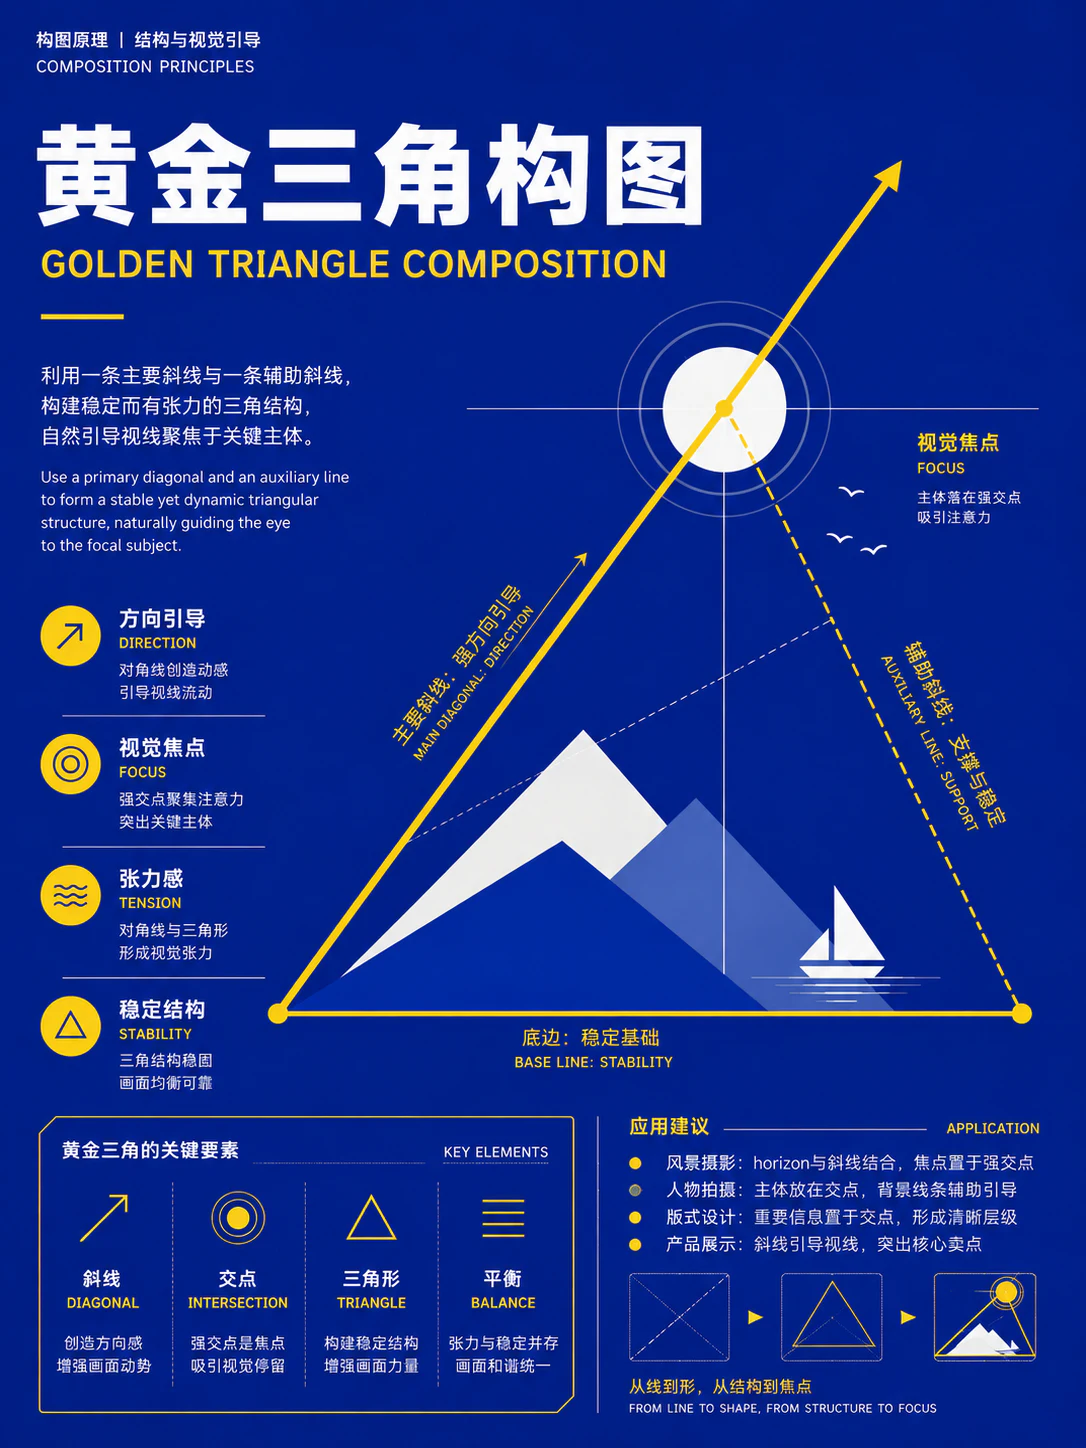 构图原理 | 结构与视觉引导
COMPOSITION PRINCIPLES
黄金三角构图
GOLDEN TRIANGLE COMPOSITION
利用一条主要斜线与一条辅助斜线，
构建稳定而有张力的三角结构，
自然引导视线聚焦于关键主体。
Use a primary diagonal and an auxiliary line
to form a stable yet dynamic triangular
structure, naturally guiding the eye
to the focal subject.
视觉焦点
FOCUS
主体落在强交点
吸引注意力
主要斜线：强方向引导
MAIN DIAGONAL: DIRECTION
辅助斜线：支撑与稳定
AUXILIARY LINE: SUPPORT
方向引导
DIRECTION
对角线创造动感
引导视线流动
视觉焦点
FOCUS
强交点聚集注意力
突出关键主体
张力感
TENSION
对角线与三角形
形成视觉张力
稳定结构
STABILITY
三角结构稳固
画面均衡可靠
底边：稳定基础
BASE LINE: STABILITY
黄金三角的关键要素
KEY ELEMENTS
斜线
DIAGONAL
创造方向感
增强画面动势
交点
INTERSECTION
强交点是焦点
吸引视觉停留
三角形
TRIANGLE
构建稳定结构
增强画面力量
平衡
BALANCE
张力与稳定并存
画面和谐统一
应用建议
APPLICATION
风景摄影：horizon与斜线结合，焦点置于强交点
人物拍摄：主体放在交点，背景线条辅助引导
版式设计：重要信息置于交点，形成清晰层级
产品展示：斜线引导视线，突出核心卖点
从线到形，从结构到焦点
FROM LINE TO SHAPE, FROM STRUCTURE TO FOCUS